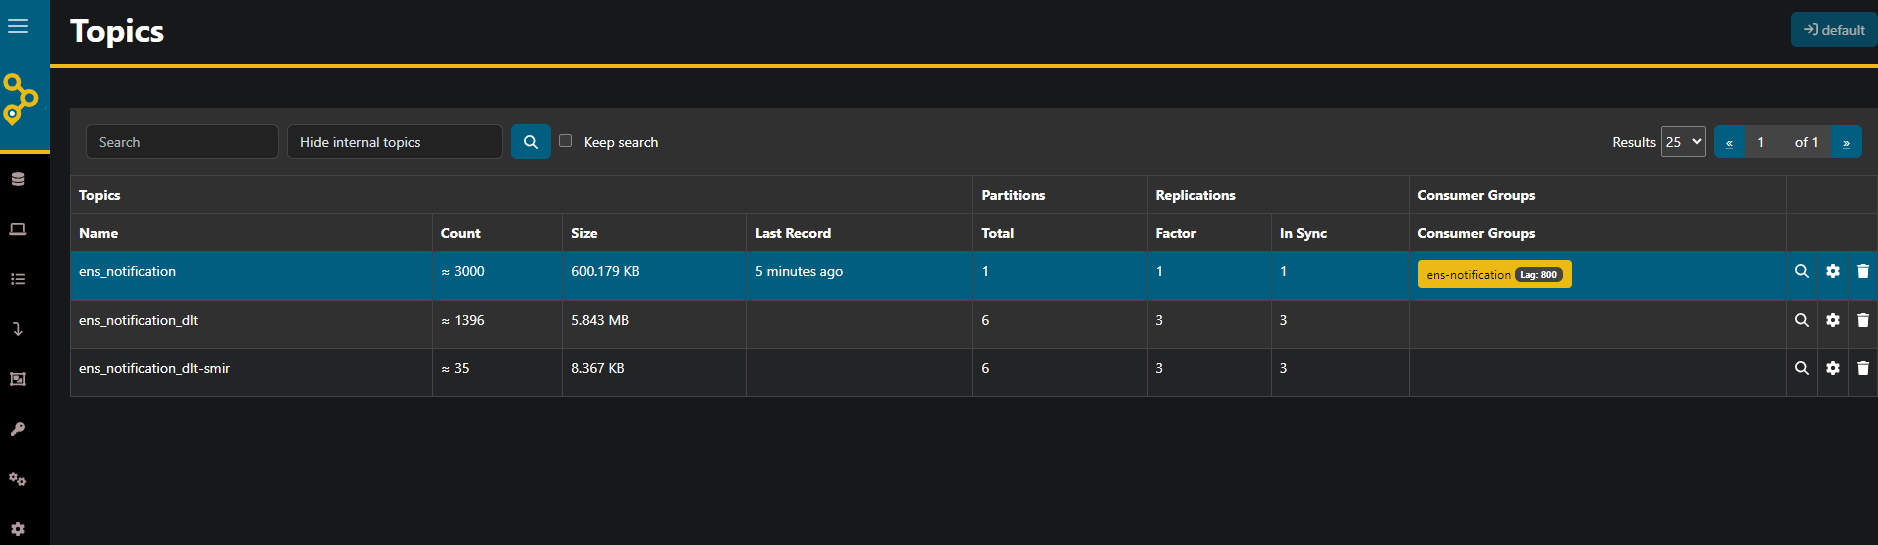 Topics
default
Search
Hide internal topics
Keep search
Results 25 « 1 of 1 »
Topics Partitions Replications Consumer Groups
Name Count Size Last Record Total Factor In Sync Consumer Groups
ens_notification ≈ 3000 600.179 KB 5 minutes ago 1 1 1 ens-notification Lag: 800
ens_notification_dlt ≈ 1396 5.843 MB 6 3 3
ens_notification_dlt-smir ≈ 35 8.367 KB 6 3 3